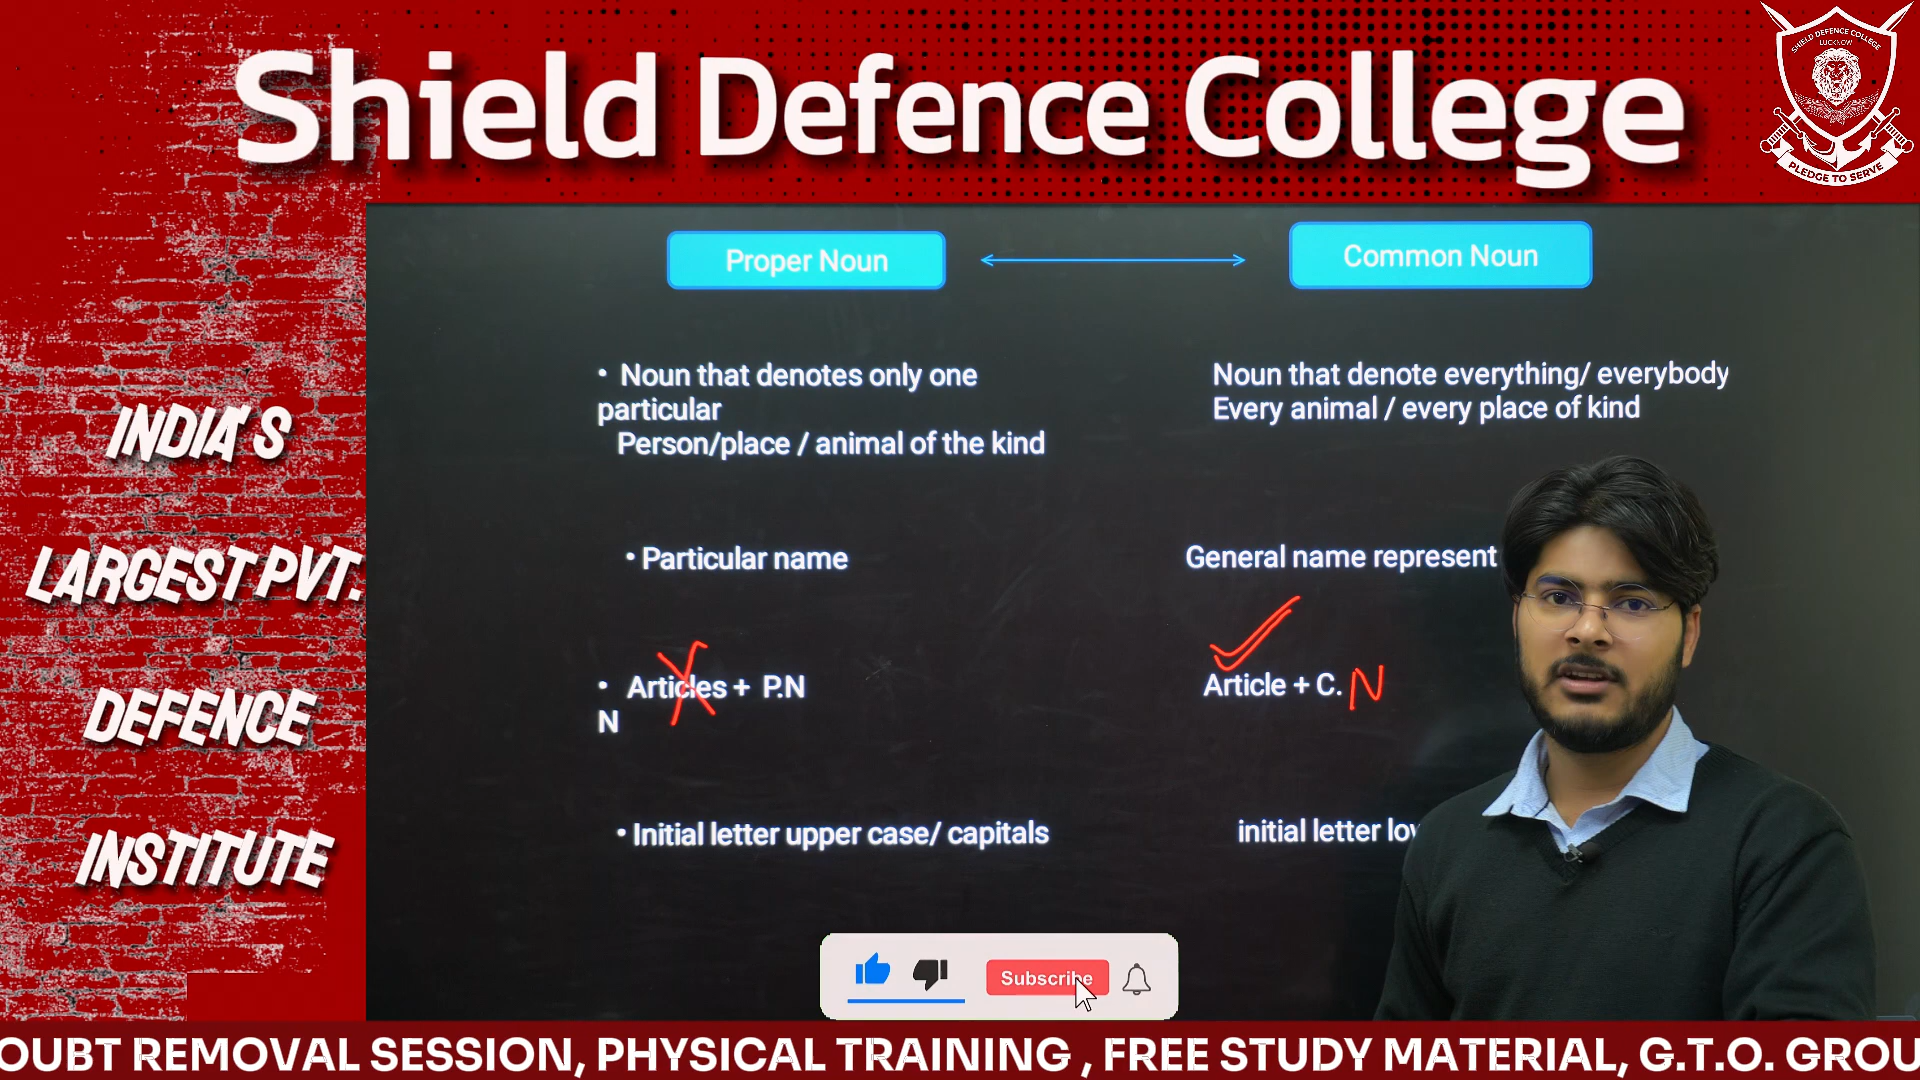 Shield Defence College
SHIELD DEFENCE COLLEGE
LUCKNOW
PLEDGE TO SERVE
INDIA'S
LARGEST PVT.
DEFENCE
INSTITUTE
Proper Noun
Common Noun
• Noun that denotes only one
particular
Person/place / animal of the kind
Noun that denote everything/ everybody
Every animal / every place of kind
• Particular name
General name represent
• Articles + P.N
N
Article + C. N
• Initial letter upper case/ capitals
initial letter
Subscribe
OUBT REMOVAL SESSION, PHYSICAL TRAINING , FREE STUDY MATERIAL, G.T.O. GROU